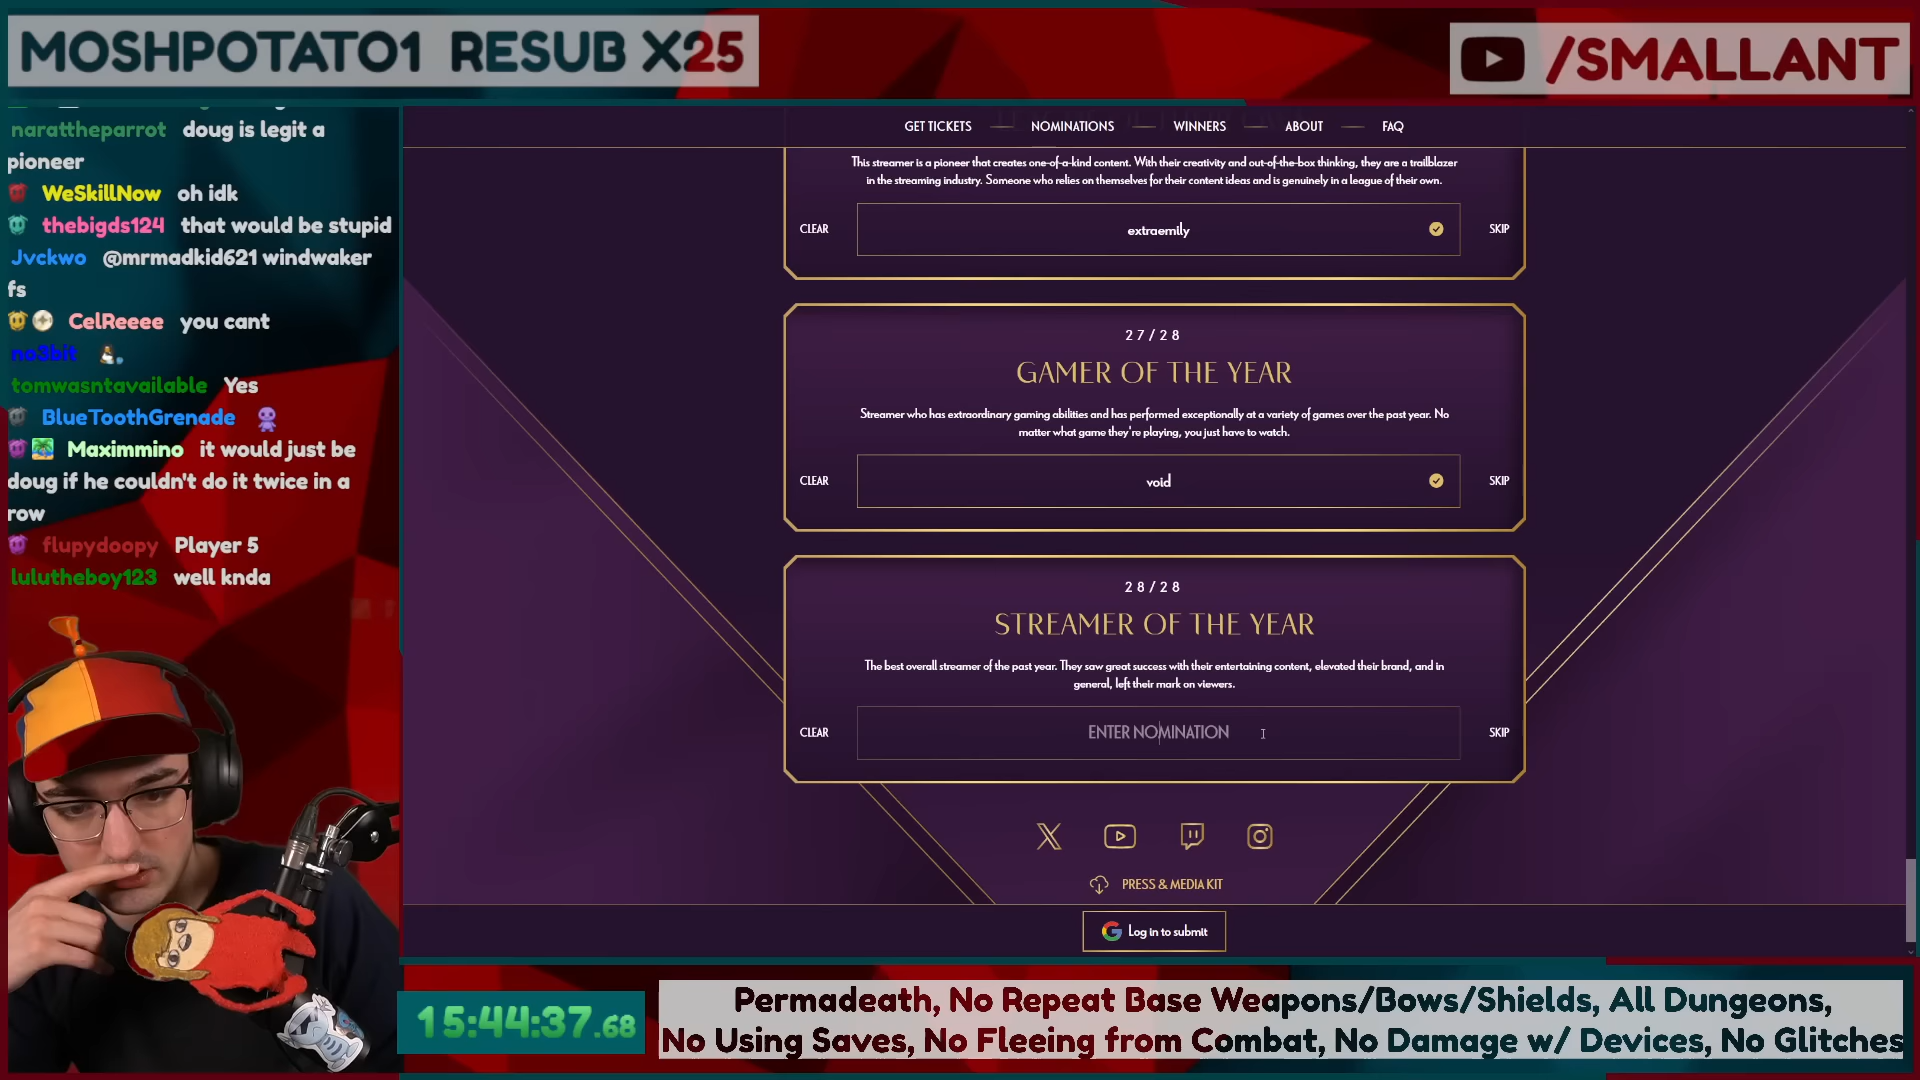 MOSHPOTATO1 RESUB X25
/SMALLANT
narattheparrot doug is legit a
pioneer
WeSkillNow oh idk
thebigds124 that would be stupid
Jvckwo @mrmadkid621 windwaker
fs
CelReeee you cant
no3bit
tomwasntavailable Yes
BlueToothGrenade
Maximmino it would just be
doug if he couldn't do it twice in a
row
flupydoopy Player 5
lulutheboy123 well knda
GET TICKETS
NOMINATIONS
WINNERS
ABOUT
FAQ
This streamer is a pioneer that creates one-of-a-kind content. With their creativity and out-of-the-box thinking, they are a trailblazer
in the streaming industry. Someone who relies on themselves for their content ideas and is genuinely in a league of their own.
CLEAR
extraemily
SKIP
27/28
GAMER OF THE YEAR
Streamer who has extraordinary gaming abilities and has performed exceptionally at a variety of games over the past year. No
matter what game they're playing, you just have to watch.
CLEAR
void
SKIP
28/28
STREAMER OF THE YEAR
The best overall streamer of the past year. They saw great success with their entertaining content, elevated their brand, and in
general, left their mark on viewers.
CLEAR
ENTER NOMINATION
SKIP
PRESS & MEDIA KIT
Log in to submit
15:44:37.68
Permadeath, No Repeat Base Weapons/Bows/Shields, All Dungeons,
No Using Saves, No Fleeing from Combat, No Damage w/ Devices, No Glitches